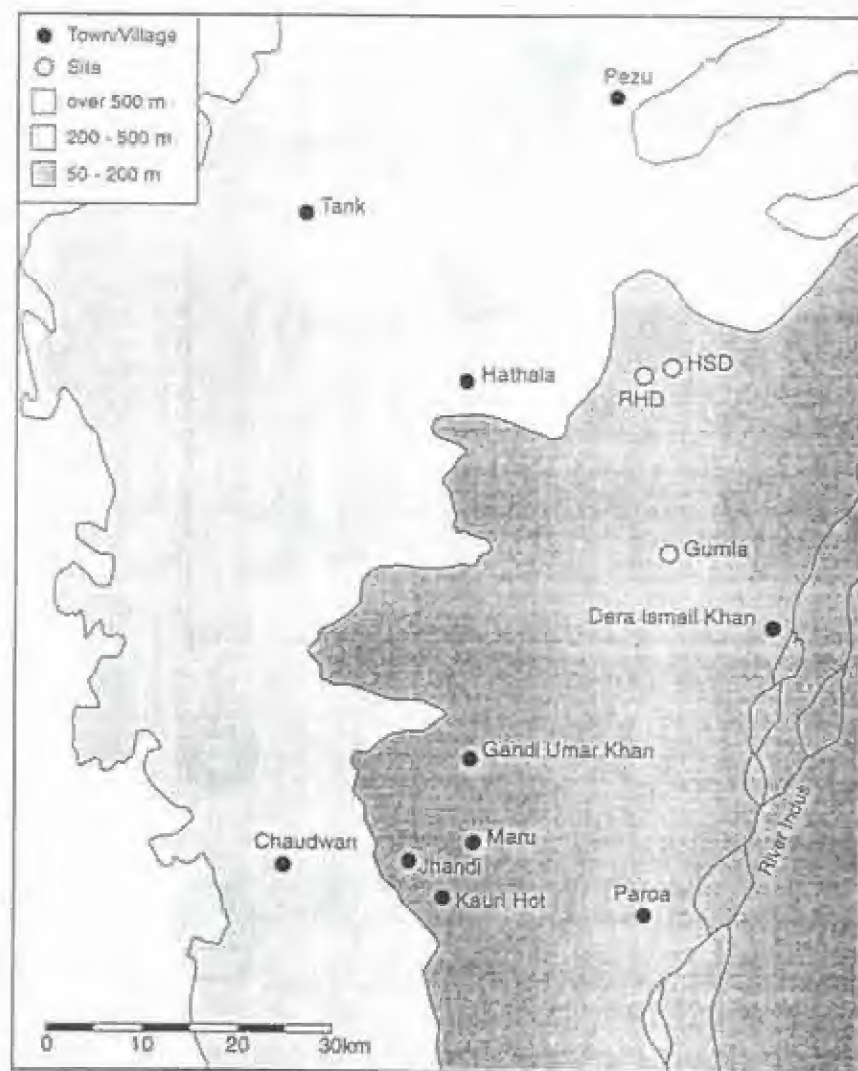 Town/Village
Site
over 500 m
200 - 500 m
50 - 200 m
Pezu
Tank
Hathala
HSD
RHD
Gumla
Dera Ismail Khan
Gandi Umar Khan
Maru
Chaudwan
Jhandi
Kauri Hot
Paroa
River Indus
0 10 20 30km